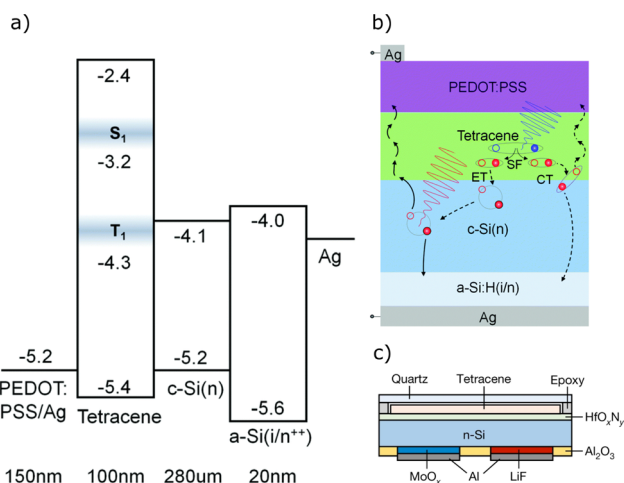 a)
-2.4
S₁
-3.2
T₁
-4.3
-5.4
-5.2
PEDOT:
PSS/Ag
Tetracene
-4.1
-5.2
c-Si(n)
-4.0
-5.6
a-Si(i/n⁺⁺)
Ag
150nm 100nm 280um 20nm
b)
Ag
PEDOT:PSS
Tetracene
SF
ET
CT
c-Si(n)
a-Si:H(i/n)
Ag
c)
Quartz Tetracene Epoxy
HfOₓNᵧ
n-Si
Al₂O₃
MoOₓ Al LiF